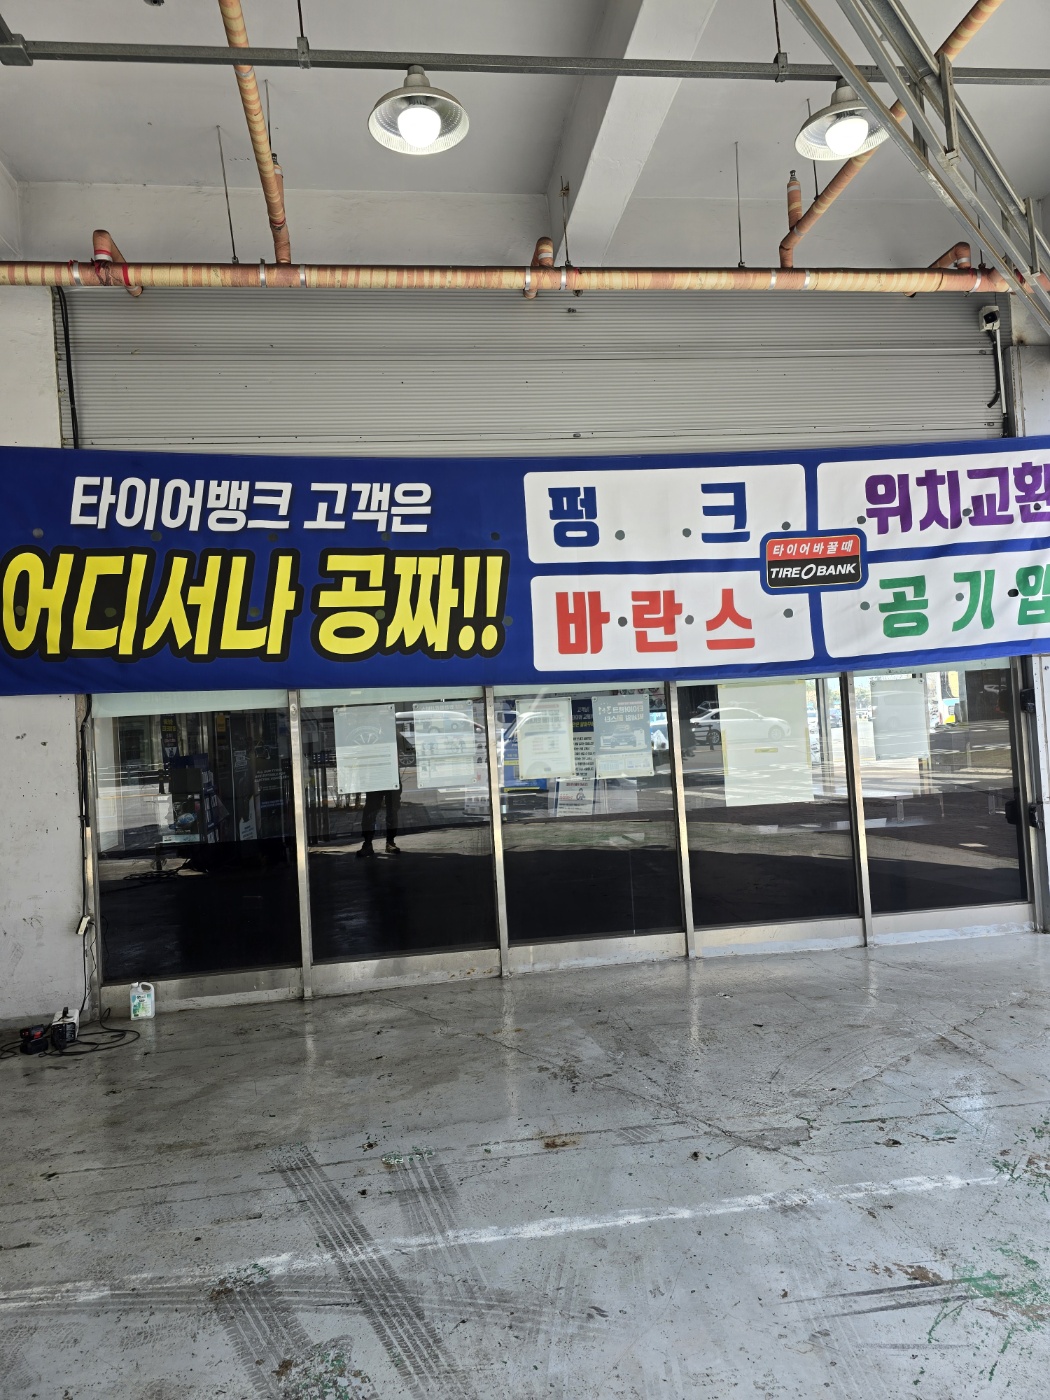 타이어뱅크 고객은
어디서나 공짜!!
펑 크
위치교환
바란스
공기압
타이어바꿀때
TIRE BANK